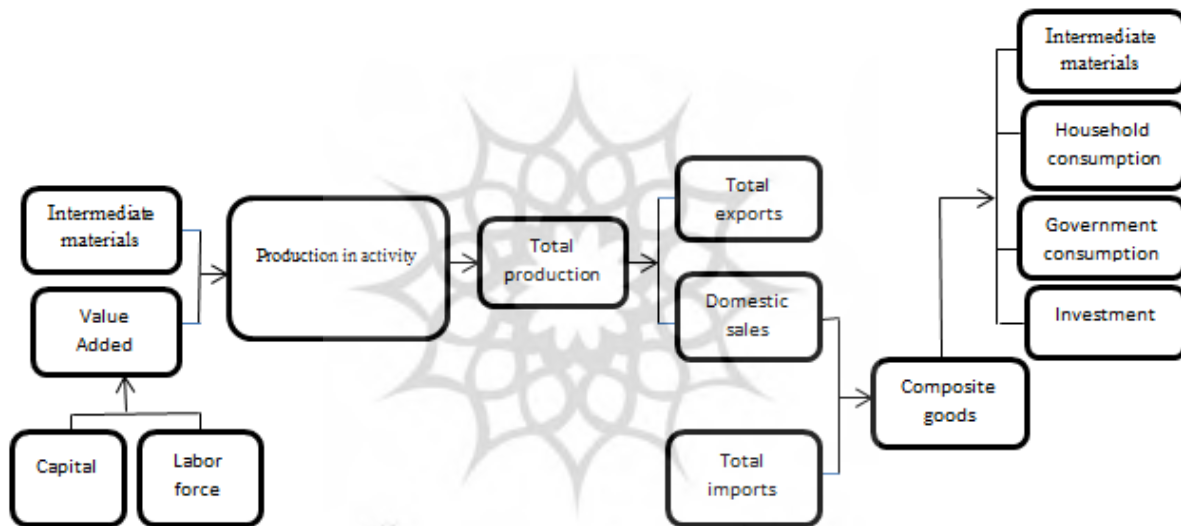 Intermediate
materials
Value
Added
Capital
Labor
force
Production in activity
Total
production
Total
exports
Domestic
sales
Total
imports
Composite
goods
Intermediate
materials
Household
consumption
Government
consumption
Investment